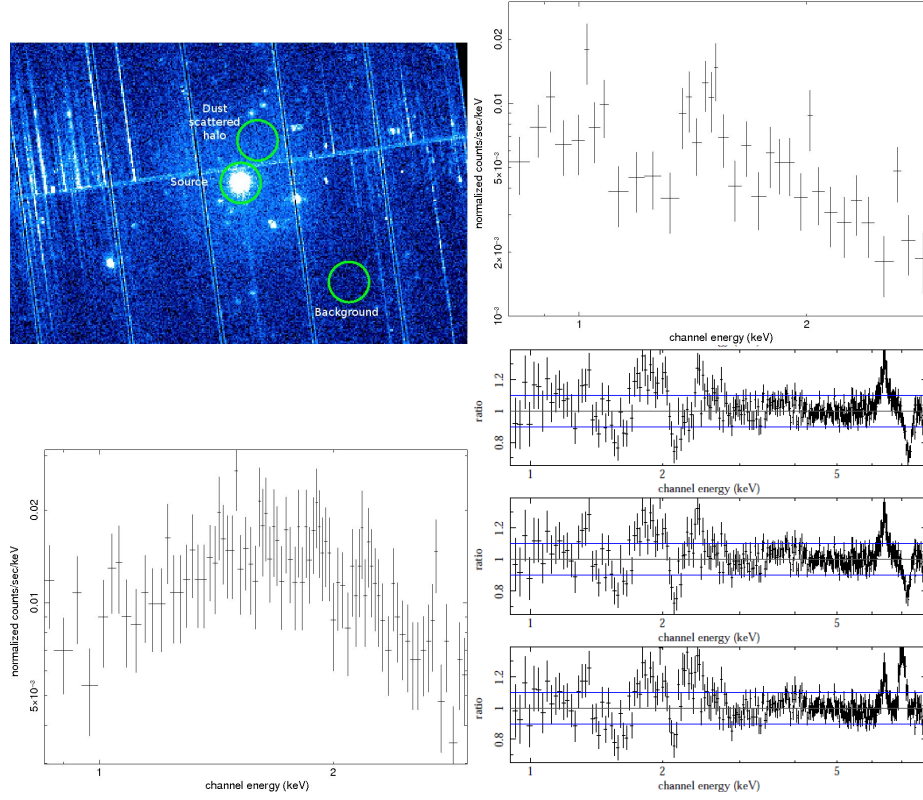 Dust
scattered
halo
Source
Background
normalized counts/sec/keV
0.03
0.01
5×10⁻³
2×10⁻³
10⁻³
1
2
channel energy (keV)
ratio
1.2
1
0.8
1
2
5
channel energy (keV)
normalized counts/sec/keV
0.02
0.01
5×10⁻³
1
2
channel energy (keV)
ratio
1.2
1
0.8
1
2
5
channel energy (keV)
ratio
1.2
1
0.8
1
2
5
channel energy (keV)